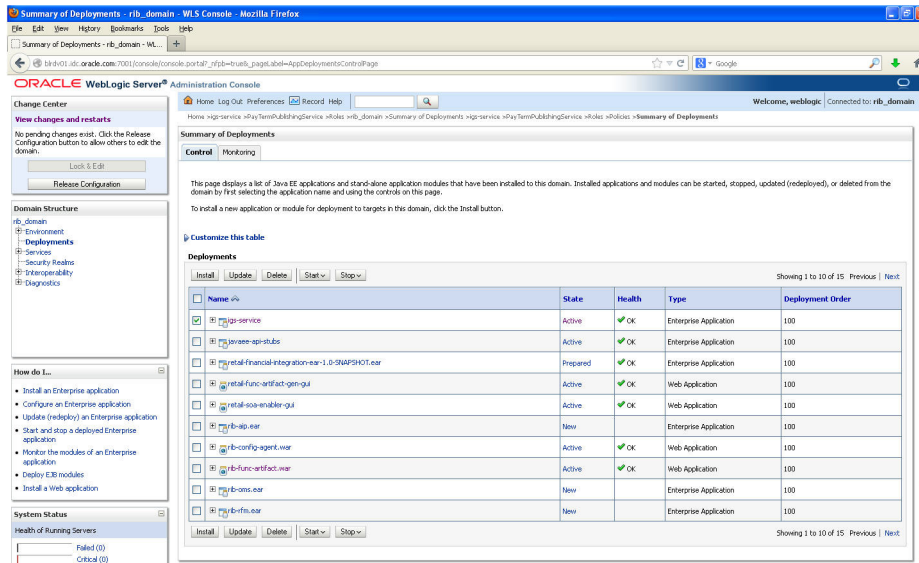 Summary of Deployments - rib_domain - WLS Console - Mozilla Firefox
File Edit View History Bookmarks Tools Help
Summary of Deployments - rib_domain - WL... +
blrdv01.idc.oracle.com:7001/console/console.portal?_nfpb=true&_pageLabel=AppDeploymentsControlPage
Google
ORACLE WebLogic Server® Administration Console
Change Center
View changes and restarts
No pending changes exist. Click the Release
Configuration button to allow others to edit the
domain.
Lock & Edit
Release Configuration
Domain Structure
rib_domain
Environment
Deployments
Services
Security Realms
Interoperability
Diagnostics
How do I...
Install an Enterprise application
Configure an Enterprise application
Update (redeploy) an Enterprise application
Start and stop a deployed Enterprise
application
Monitor the modules of an Enterprise
application
Deploy EJB modules
Install a Web application
System Status
Health of Running Servers
Failed (0)
Critical (0)
Home Log Out Preferences Record Help
Welcome, weblogic Connected to: rib_domain
Home >igs-service >PayTermPublishingService >Roles >rib_domain >Summary of Deployments >igs-service >PayTermPublishingService >Roles >Policies >Summary of Deployments
Summary of Deployments
Control Monitoring
This page displays a list of Java EE applications and stand-alone application modules that have been installed to this domain. Installed applications and modules can be started, stopped, updated (redeployed), or deleted from the
domain by first selecting the application name and using the controls on this page.
To install a new application or module for deployment to targets in this domain, click the Install button.
Customize this table
Deployments
Install Update Delete Start Stop Showing 1 to 10 of 15 Previous | Next
Name State Health Type Deployment Order
igs-service Active OK Enterprise Application 100
javaee-api-stubs Active OK Enterprise Application 100
retail-financial-integration-ear-1.0-SNAPSHOT.ear Prepared OK Enterprise Application 100
retail-func-artifact-gen-gui Active OK Web Application 100
retail-soa-enabler-gui Active OK Web Application 100
rib-aip.ear New Enterprise Application 100
rib-config-agent.war Active OK Web Application 100
rib-func-artifact.war Active OK Web Application 100
rib-oms.ear New Enterprise Application 100
rib-rfm.ear New Enterprise Application 100
Install Update Delete Start Stop Showing 1 to 10 of 15 Previous | Next